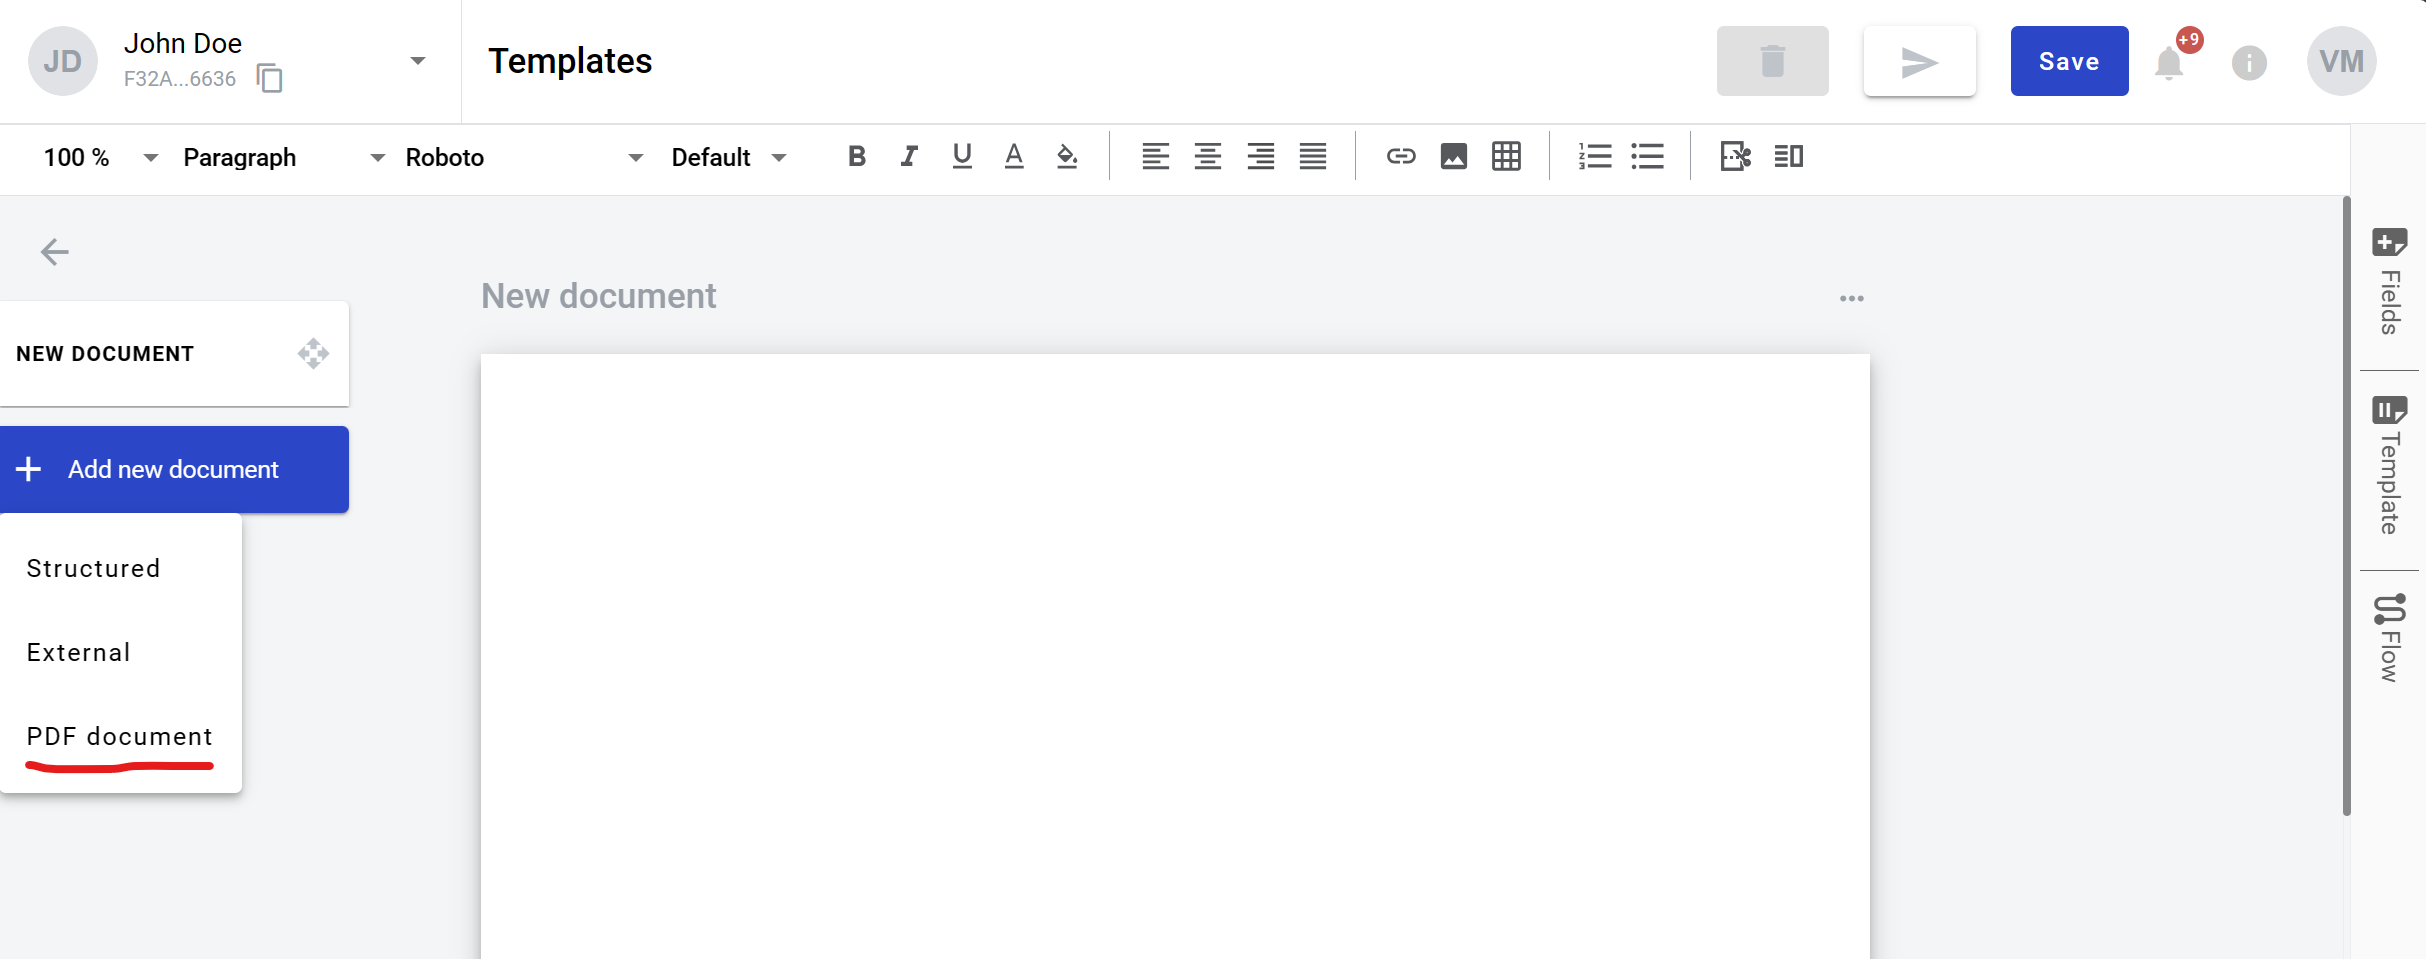 JD
John Doe
F32A...6636
Templates
Save
+9
VM
100 %
Paragraph
Roboto
Default
New document
NEW DOCUMENT
Add new document
Structured
External
PDF document
Fields
Template
Flow